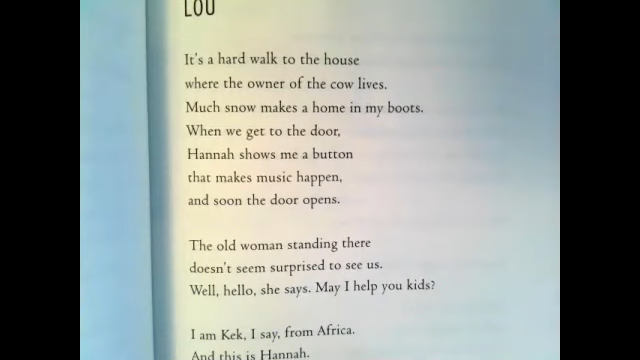 LOU
It's a hard walk to the house
where the owner of the cow lives.
Much snow makes a home in my boots.
When we get to the door,
Hannah shows me a button
that makes music happen,
and soon the door opens.
The old woman standing there
doesn't seem surprised to see us.
Well, hello, she says. May I help you kids?
I am Kek, I say, from Africa.
And this is Hannah.